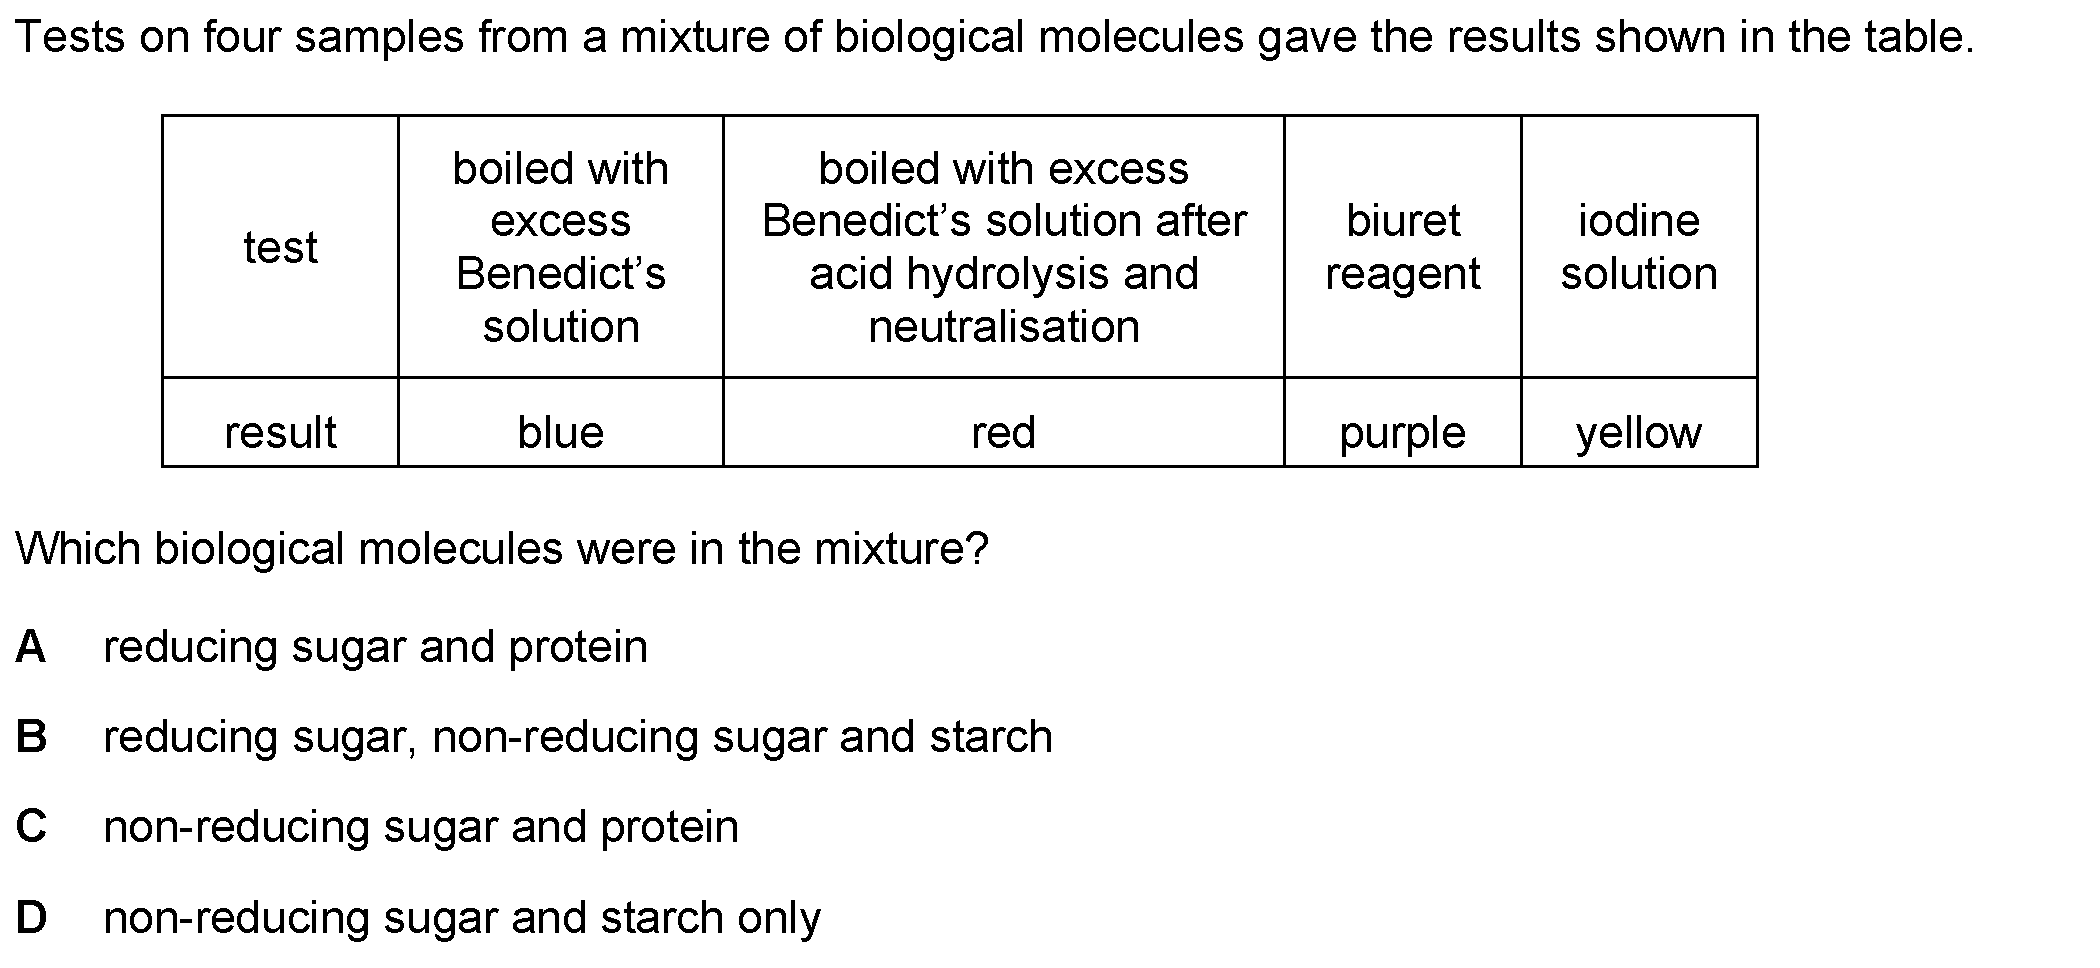 Tests on four samples from a mixture of biological molecules gave the results shown in the table.
test
boiled with
excess
Benedict’s
solution
boiled with excess
Benedict’s solution after
acid hydrolysis and
neutralisation
biuret
reagent
iodine
solution
result
blue
red
purple
yellow
Which biological molecules were in the mixture?
A reducing sugar and protein
B reducing sugar, non-reducing sugar and starch
C non-reducing sugar and protein
D non-reducing sugar and starch only